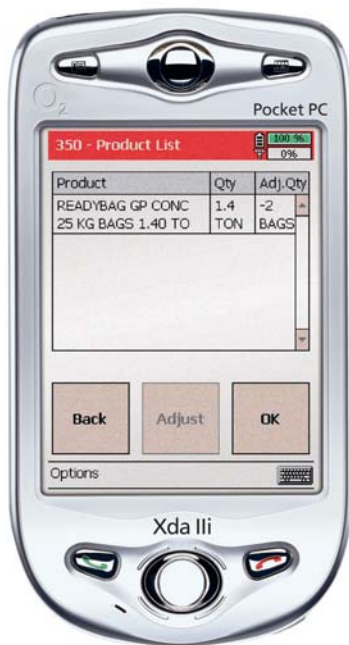 O2
Pocket PC
350 - Product List
100 %
0%
Product Qty Adj.Qty
READYBAG GP CONC 1.4 -2
25 KG BAGS 1.40 TO TON BAGS
Back Adjust OK
Options
Xda IIi